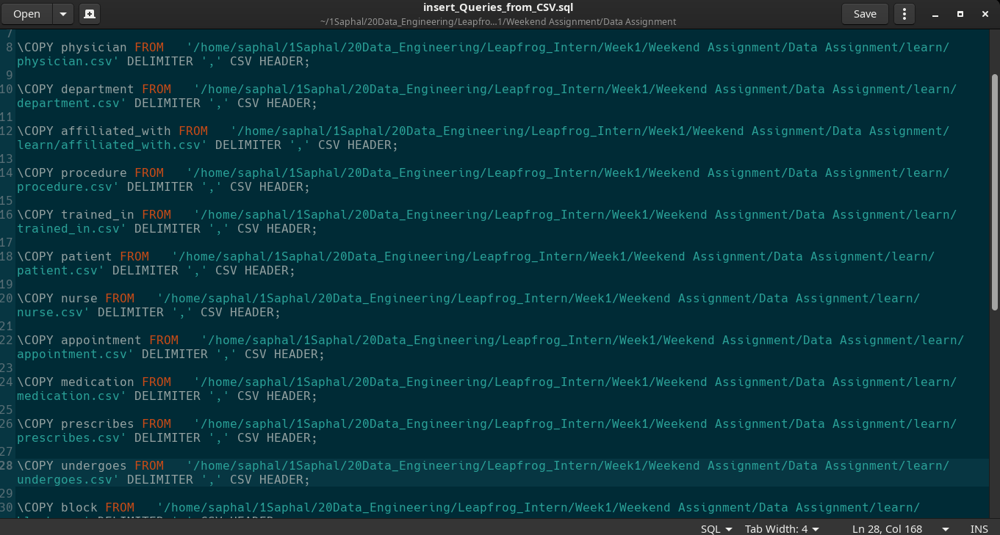 Open
insert_Queries_from_CSV.sql
~/1Saphal/20Data_Engineering/Leapfro...1/Weekend Assignment/Data Assignment
Save
7
8 \COPY physician FROM '/home/saphal/1Saphal/20Data_Engineering/Leapfrog_Intern/Week1/Weekend Assignment/Data Assignment/learn/
physician.csv' DELIMITER ',' CSV HEADER;
9
10 \COPY department FROM '/home/saphal/1Saphal/20Data_Engineering/Leapfrog_Intern/Week1/Weekend Assignment/Data Assignment/learn/
department.csv' DELIMITER ',' CSV HEADER;
11
12 \COPY affiliated_with FROM '/home/saphal/1Saphal/20Data_Engineering/Leapfrog_Intern/Week1/Weekend Assignment/Data Assignment/
learn/affiliated_with.csv' DELIMITER ',' CSV HEADER;
13
14 \COPY procedure FROM '/home/saphal/1Saphal/20Data_Engineering/Leapfrog_Intern/Week1/Weekend Assignment/Data Assignment/learn/
procedure.csv' DELIMITER ',' CSV HEADER;
15
16 \COPY trained_in FROM '/home/saphal/1Saphal/20Data_Engineering/Leapfrog_Intern/Week1/Weekend Assignment/Data Assignment/learn/
trained_in.csv' DELIMITER ',' CSV HEADER;
17
18 \COPY patient FROM '/home/saphal/1Saphal/20Data_Engineering/Leapfrog_Intern/Week1/Weekend Assignment/Data Assignment/learn/
patient.csv' DELIMITER ',' CSV HEADER;
19
20 \COPY nurse FROM '/home/saphal/1Saphal/20Data_Engineering/Leapfrog_Intern/Week1/Weekend Assignment/Data Assignment/learn/
nurse.csv' DELIMITER ',' CSV HEADER;
21
22 \COPY appointment FROM '/home/saphal/1Saphal/20Data_Engineering/Leapfrog_Intern/Week1/Weekend Assignment/Data Assignment/learn/
appointment.csv' DELIMITER ',' CSV HEADER;
23
24 \COPY medication FROM '/home/saphal/1Saphal/20Data_Engineering/Leapfrog_Intern/Week1/Weekend Assignment/Data Assignment/learn/
medication.csv' DELIMITER ',' CSV HEADER;
25
26 \COPY prescribes FROM '/home/saphal/1Saphal/20Data_Engineering/Leapfrog_Intern/Week1/Weekend Assignment/Data Assignment/learn/
prescribes.csv' DELIMITER ',' CSV HEADER;
27
28 \COPY undergoes FROM '/home/saphal/1Saphal/20Data_Engineering/Leapfrog_Intern/Week1/Weekend Assignment/Data Assignment/learn/
undergoes.csv' DELIMITER ',' CSV HEADER;
29
30 \COPY block FROM '/home/saphal/1Saphal/20Data_Engineering/Leapfrog_Intern/Week1/Weekend Assignment/Data Assignment/learn/
SQL Tab Width: 4 Ln 28, Col 168 INS